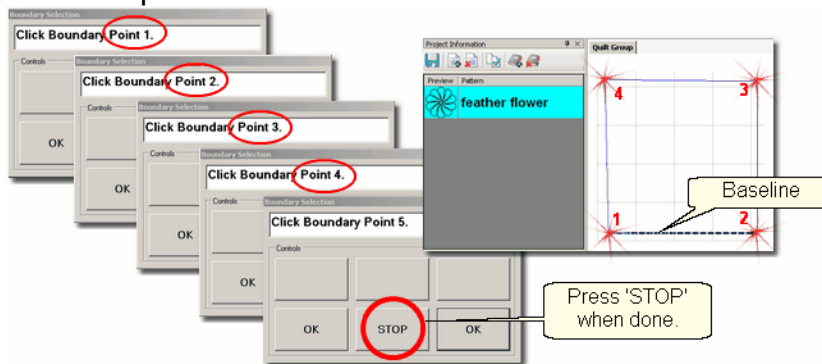 Boundary Selection
Click Boundary Point 1.
Controls
OK
Boundary Selection
Click Boundary Point 2.
Controls
OK
Boundary Selection
Click Boundary Point 3.
Controls
OK
Boundary Selection
Click Boundary Point 4.
Controls
OK
Boundary Selection
Click Boundary Point 5.
Controls
OK STOP OK
Project Information
Preview Pattern
feather flower
Quilt Group
4 3
1 2
Baseline
Press 'STOP'
when done.